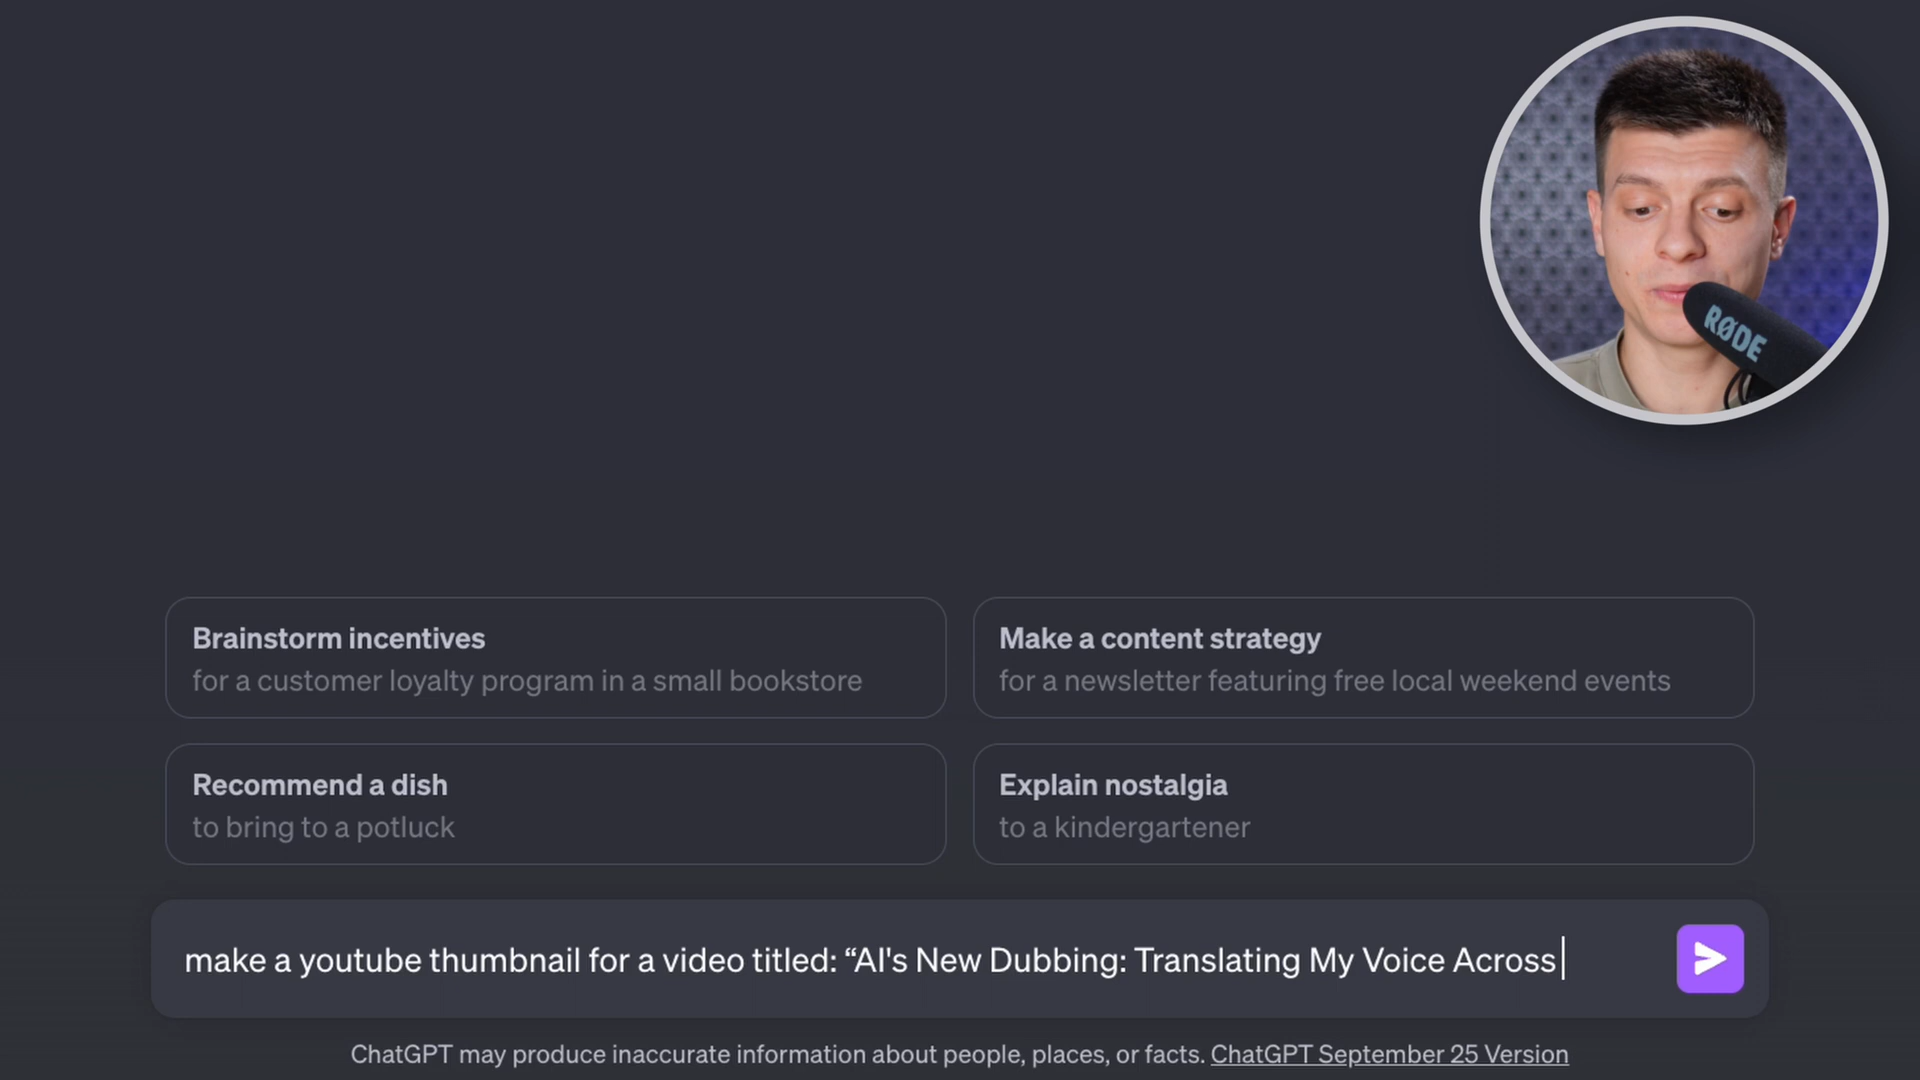 RØDE
Brainstorm incentives
for a customer loyalty program in a small bookstore
Make a content strategy
for a newsletter featuring free local weekend events
Recommend a dish
to bring to a potluck
Explain nostalgia
to a kindergartener
make a youtube thumbnail for a video titled: “AI's New Dubbing: Translating My Voice Across
ChatGPT may produce inaccurate information about people, places, or facts. ChatGPT September 25 Version